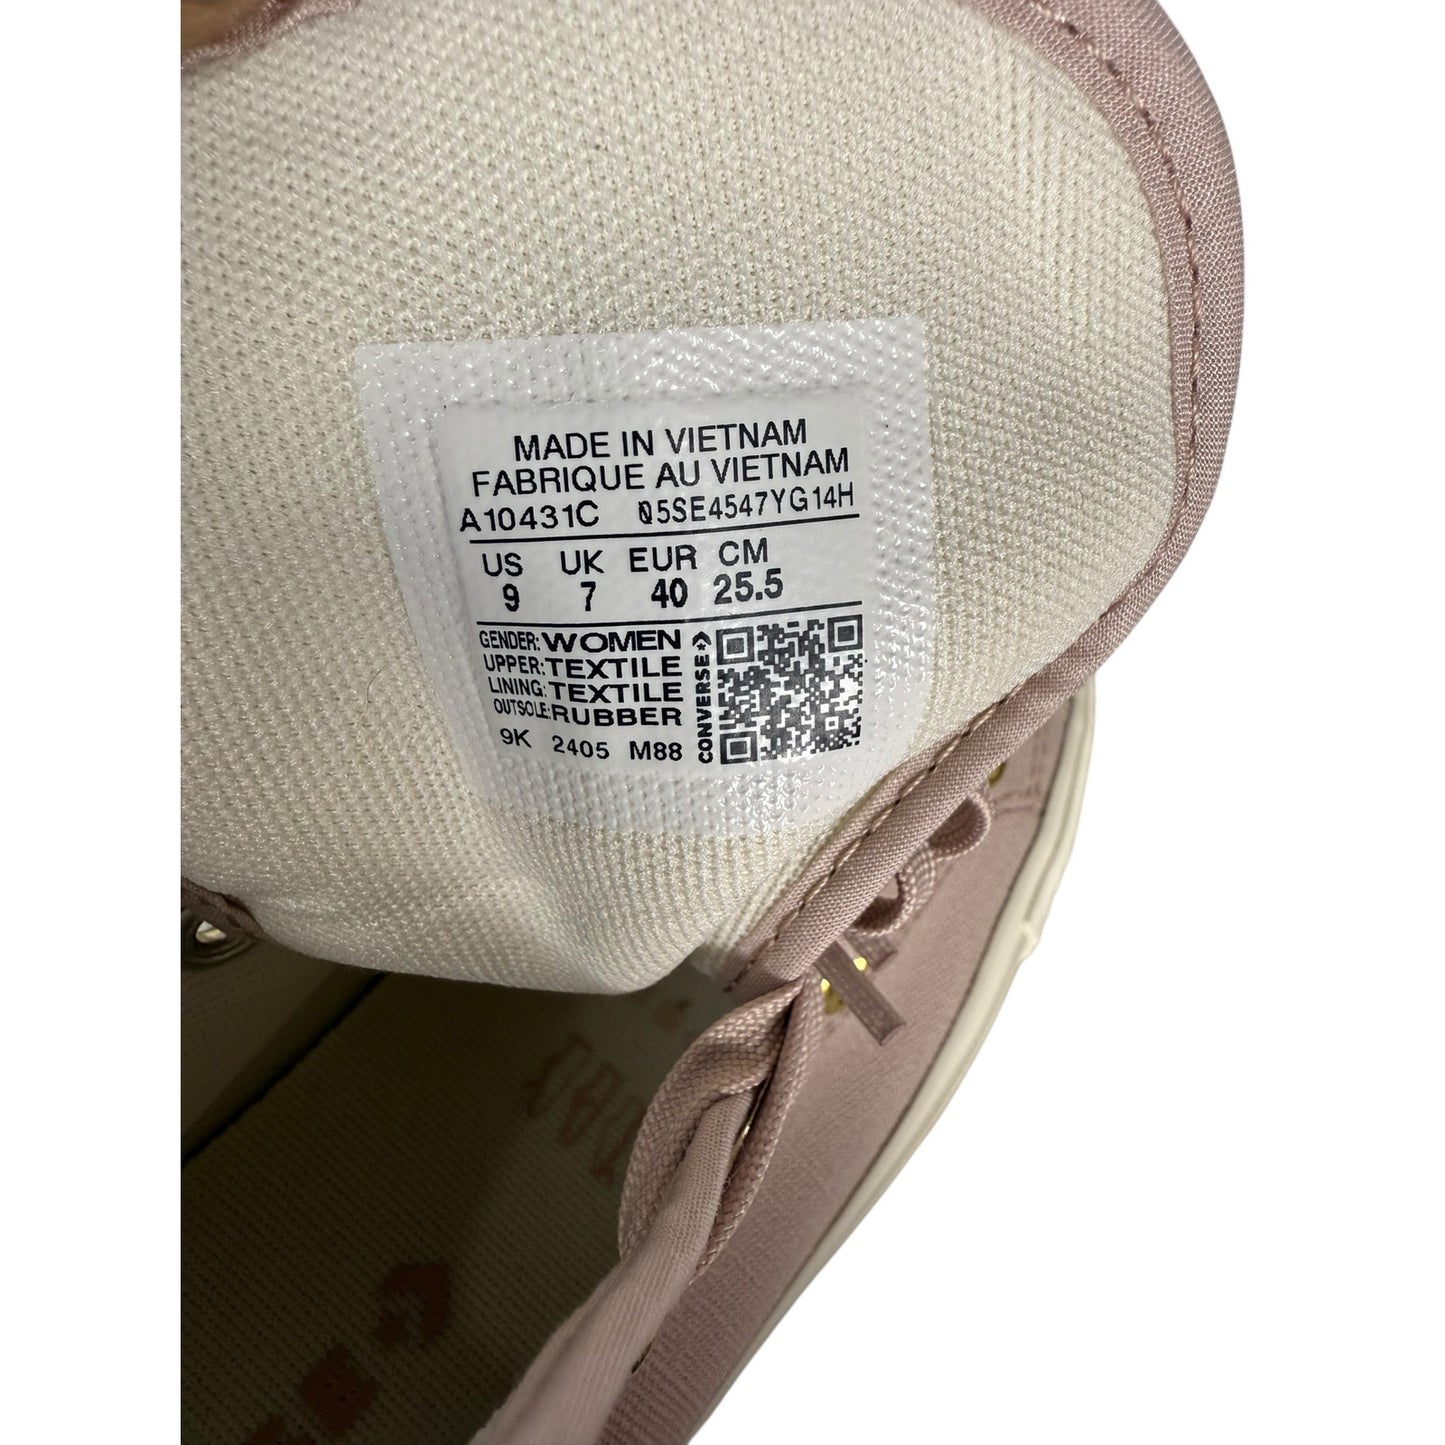 MADE IN VIETNAM
FABRIQUE AU VIETNAM
A10431C 05SE4547YG14H
US UK EUR CM
9 7 40 25.5
GENDER: WOMEN
UPPER: TEXTILE
LINING: TEXTILE
OUTSOLE: RUBBER
9K 2405 M88
CONVERSE